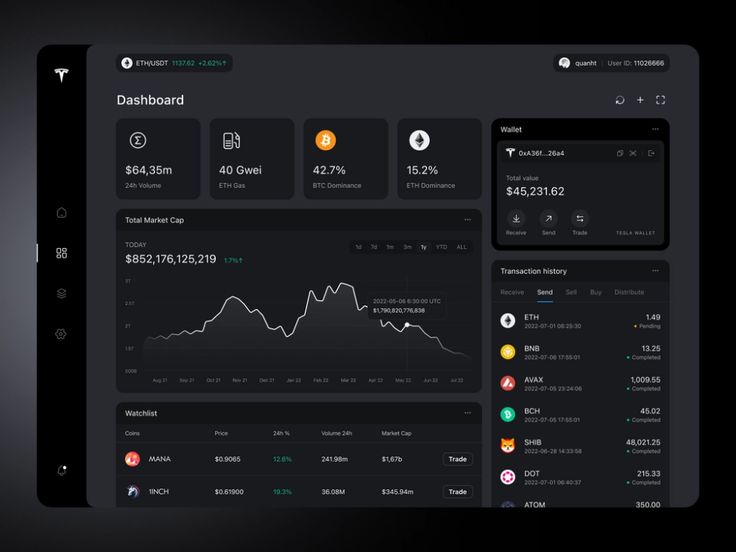 ETH/USDT 1137.62 +2,62%↑
quanht | User ID: 11026666
Dashboard
$64,35m
24h Volume
40 Gwei
ETH Gas
42.7%
BTC Dominance
15.2%
ETH Dominance
Wallet
0xA36f...26a4
Total value
$45,231.62
Receive Send Trade
TESLA WALLET
Total Market Cap
TODAY
$852,176,125,219 1.7%↑
1d 7d 1m 3m 1y YTD ALL
3T
2.5T
2T
1.5T
500B
2022-05-06 6:30:00 UTC
$1,790,820,776,838
Aug 21 Sep 21 Oct 21 Nov 21 Dec 21 Jan 22 Feb 22 Mar 22 Apr 22 May 22 Jun 22 Jul 22
Transaction history
Receive Send Sell Buy Distribute
ETH 1.49
2022-07-01 08:25:30 Pending
BNB 13.25
2022-07-06 17:55:01 Completed
AVAX 1,009.55
2022-07-05 23:24:06 Completed
BCH 45.02
2022-07-05 17:55:01 Completed
SHIB 48,021.25
2022-06-28 14:33:58 Completed
DOT 215.33
2022-07-01 06:40:37 Completed
ATOM 350.00
Watchlist
Coins Price 24h % Volume 24h Market Cap
MANA $0.9065 12.6% 241.98m $1,67b Trade
1INCH $0.61900 19.3% 36.08M $345.94m Trade